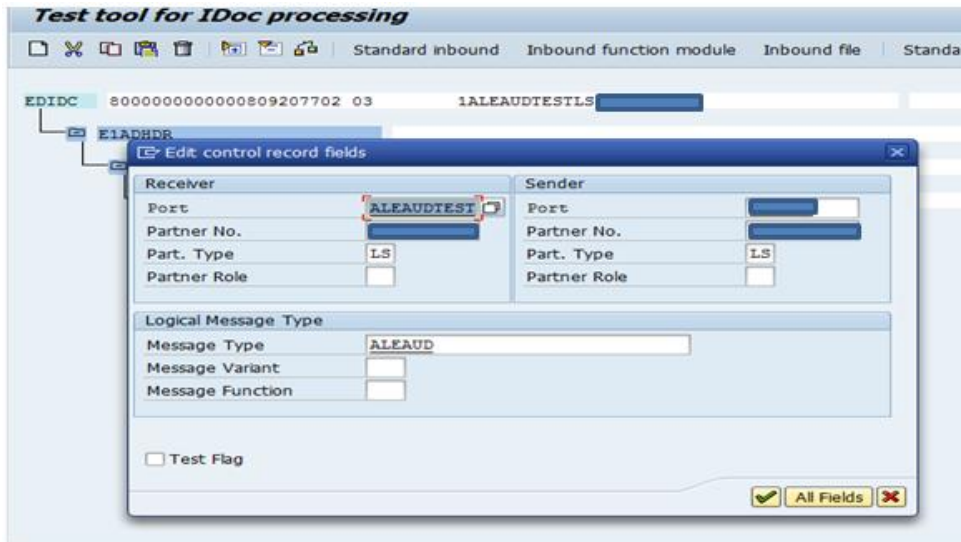 Test tool for IDoc processing
Standard inbound Inbound function module Inbound file Standa
EDIDC 8000000000000809207702 03 1ALEAUDTESTLS
E1ADHDR
Edit control record fields
Receiver Sender
Port ALEAUDTEST Port
Partner No. Partner No.
Part. Type LS Part. Type LS
Partner Role Partner Role
Logical Message Type
Message Type ALEAUD
Message Variant
Message Function
Test Flag
All Fields